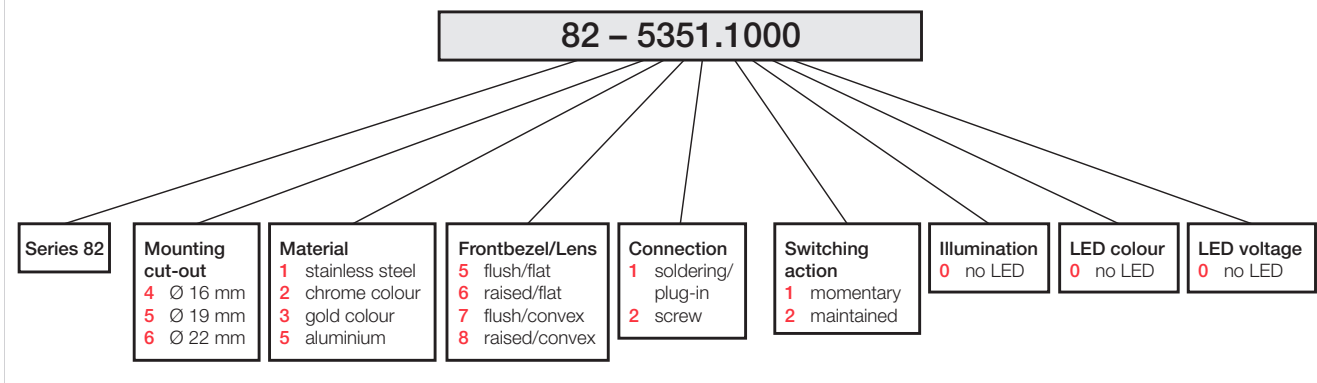 82 – 5351.1000
Series 82
Mounting
cut-out
4 Ø 16 mm
5 Ø 19 mm
6 Ø 22 mm
Material
1 stainless steel
2 chrome colour
3 gold colour
5 aluminium
Frontbezel/Lens
5 flush/flat
6 raised/flat
7 flush/convex
8 raised/convex
Connection
1 soldering/
plug-in
2 screw
Switching
action
1 momentary
2 maintained
Illumination
0 no LED
LED colour
0 no LED
LED voltage
0 no LED